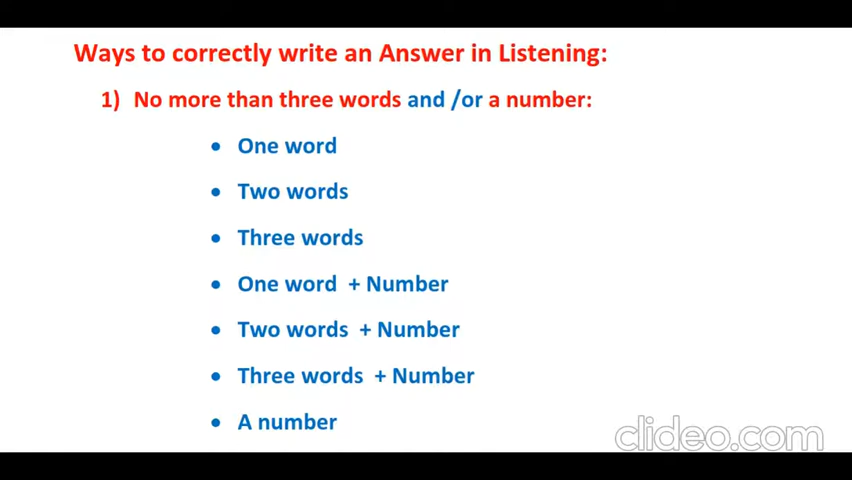 Ways to correctly write an Answer in Listening:
1) No more than three words and /or a number:
• One word
• Two words
• Three words
• One word + Number
• Two words + Number
• Three words + Number
• A number
clideo.com